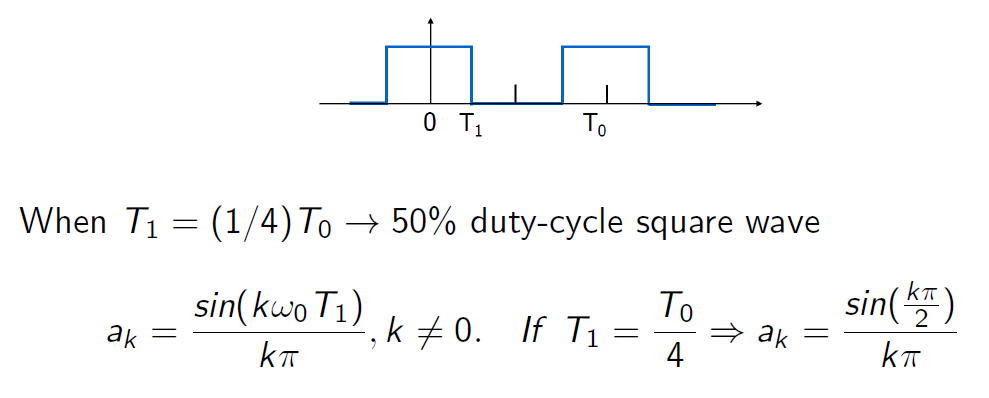 0 T₁ T₀
When T₁ = (1/4)T₀ → 50% duty-cycle square wave
aₖ = sin(kω₀T₁)/kπ, k ≠ 0. If T₁ = T₀/4 ⇒ aₖ = sin(kπ/2)/kπ